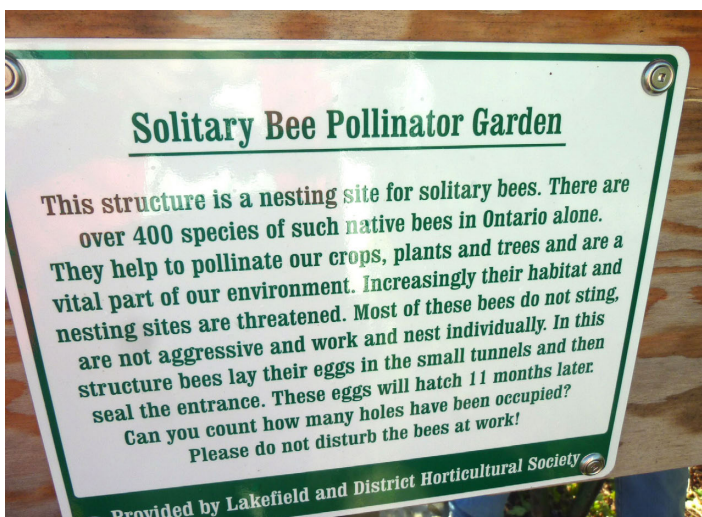 Solitary Bee Pollinator Garden
This structure is a nesting site for solitary bees. There are
over 400 species of such native bees in Ontario alone.
They help to pollinate our crops, plants and trees and are a
vital part of our environment. Increasingly their habitat and
nesting sites are threatened. Most of these bees do not sting,
are not aggressive and work and nest individually. In this
structure bees lay their eggs in the small tunnels and then
seal the entrance. These eggs will hatch 11 months later.
Can you count how many holes have been occupied?
Please do not disturb the bees at work!
Provided by Lakefield and District Horticultural Society